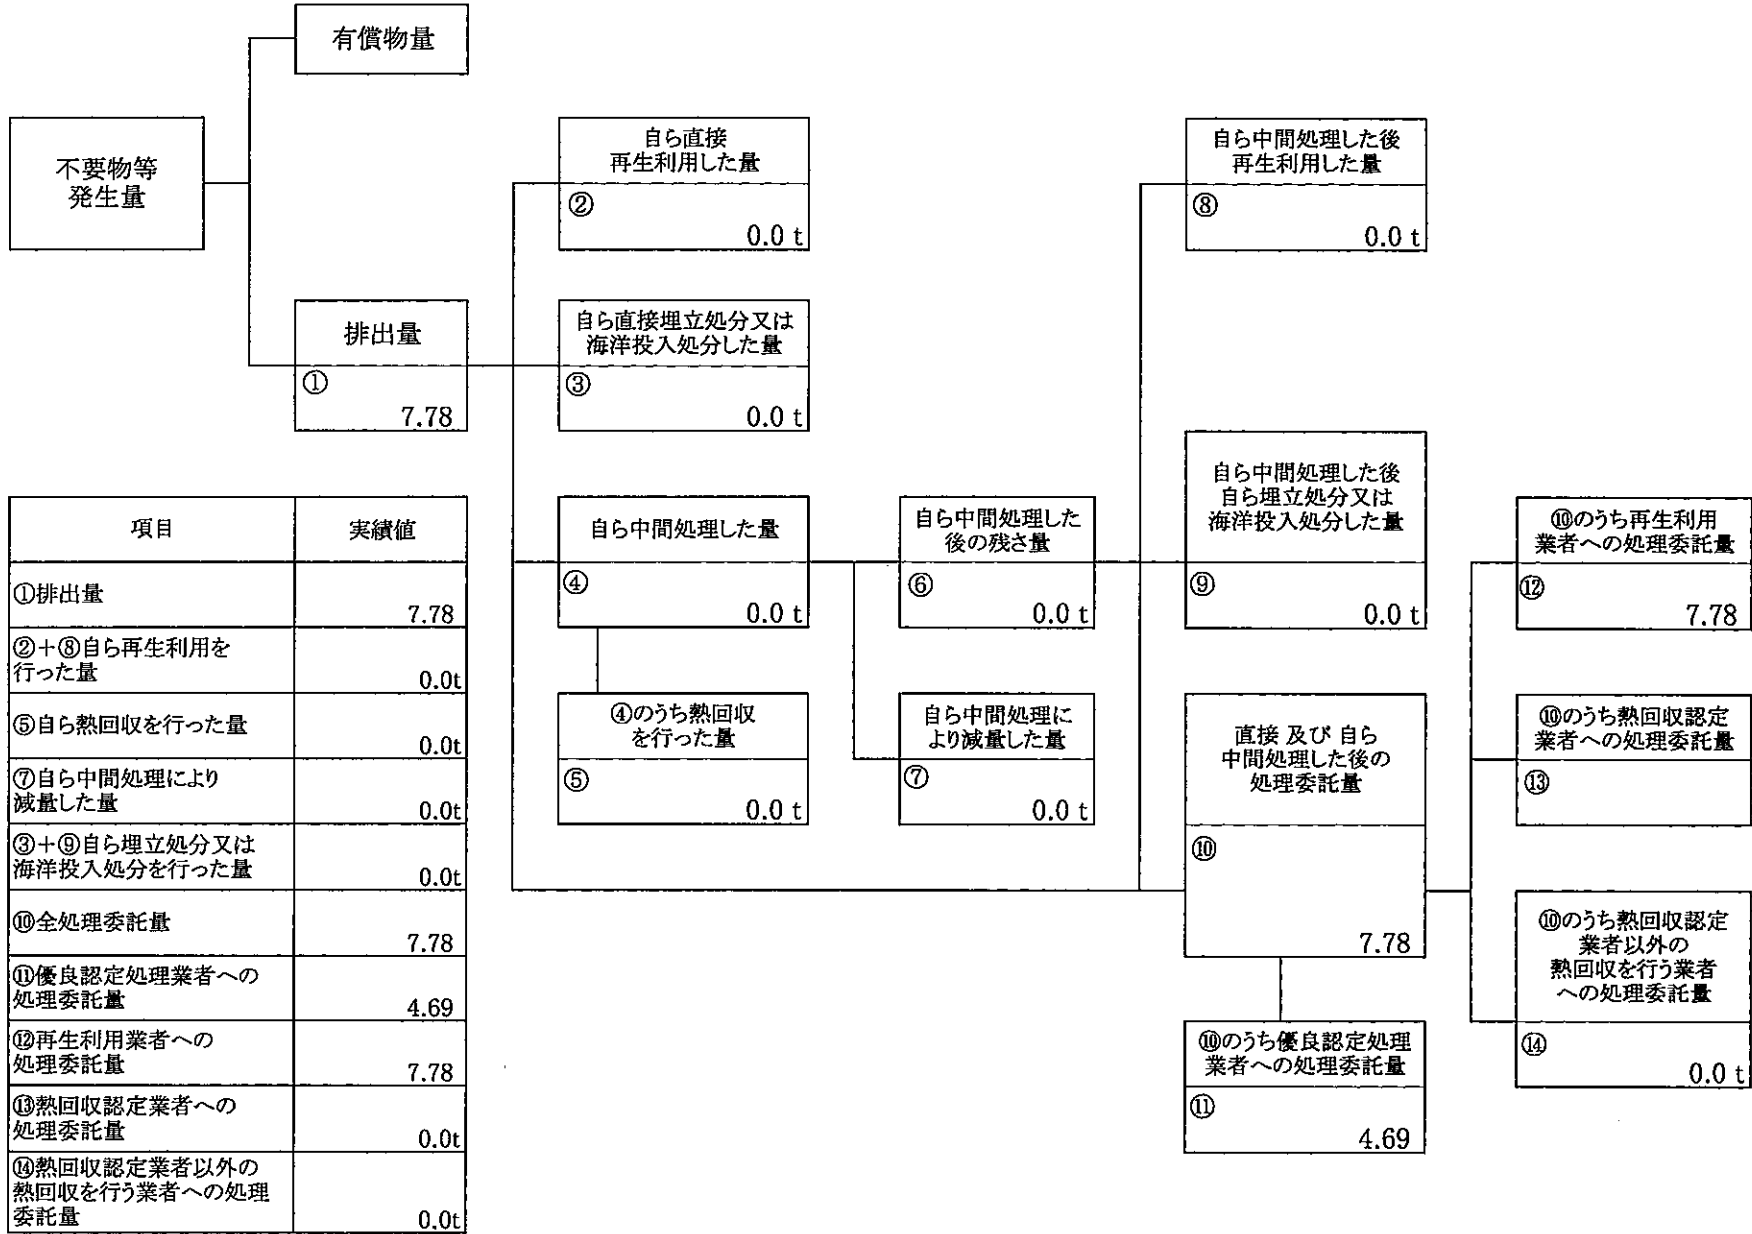 有償物量
不要物等
発生量
自ら直接
再生利用した量
②
0.0 t
自ら中間処理した後
再生利用した量
⑧
0.0 t
排出量
①
7.78
自ら直接埋立処分又は
海洋投入処分した量
③
0.0 t
自ら中間処理した量
④
0.0 t
自ら中間処理した
後の残さ量
⑥
0.0 t
自ら中間処理した後
自ら埋立処分又は
海洋投入処分した量
⑨
0.0 t
⑩のうち再生利用
業者への処理委託量
⑫
7.78
④のうち熱回収
を行った量
⑤
0.0 t
自ら中間処理に
より減量した量
⑦
0.0 t
直接 及び 自ら
中間処理した後の
処理委託量
⑩
7.78
⑩のうち熱回収認定
業者への処理委託量
⑬
⑩のうち熱回収認定
業者以外の
熱回収を行う業者
への処理委託量
⑭
0.0 t
⑩のうち優良認定処理
業者への処理委託量
⑪
4.69
項目 実績値
①排出量
7.78
②+⑧自ら再生利用を
行った量
0.0t
⑤自ら熱回収を行った量
0.0t
⑦自ら中間処理により
減量した量
0.0t
③+⑨自ら埋立処分又は
海洋投入処分を行った量
0.0t
⑩全処理委託量
7.78
⑪優良認定処理業者への
処理委託量
4.69
⑫再生利用業者への
処理委託量
7.78
⑬熱回収認定業者への
処理委託量
0.0t
⑭熱回収認定業者以外の
熱回収を行う業者への処理
委託量
0.0t